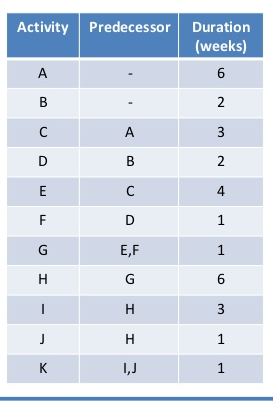 Activity Predecessor Duration
(weeks)
A - 6
B - 2
C A 3
D B 2
E C 4
F D 1
G E,F 1
H G 6
I H 3
J H 1
K I,J 1